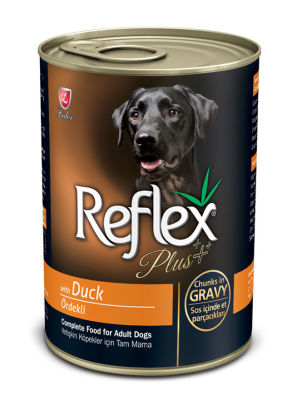 Reflex
Plus
with Duck
Ördekli
Complete Food for Adult Dogs
Yetişkin Köpekler için Tam Mama
Chunks in
GRAVY
Sos içinde et
parçacıkları